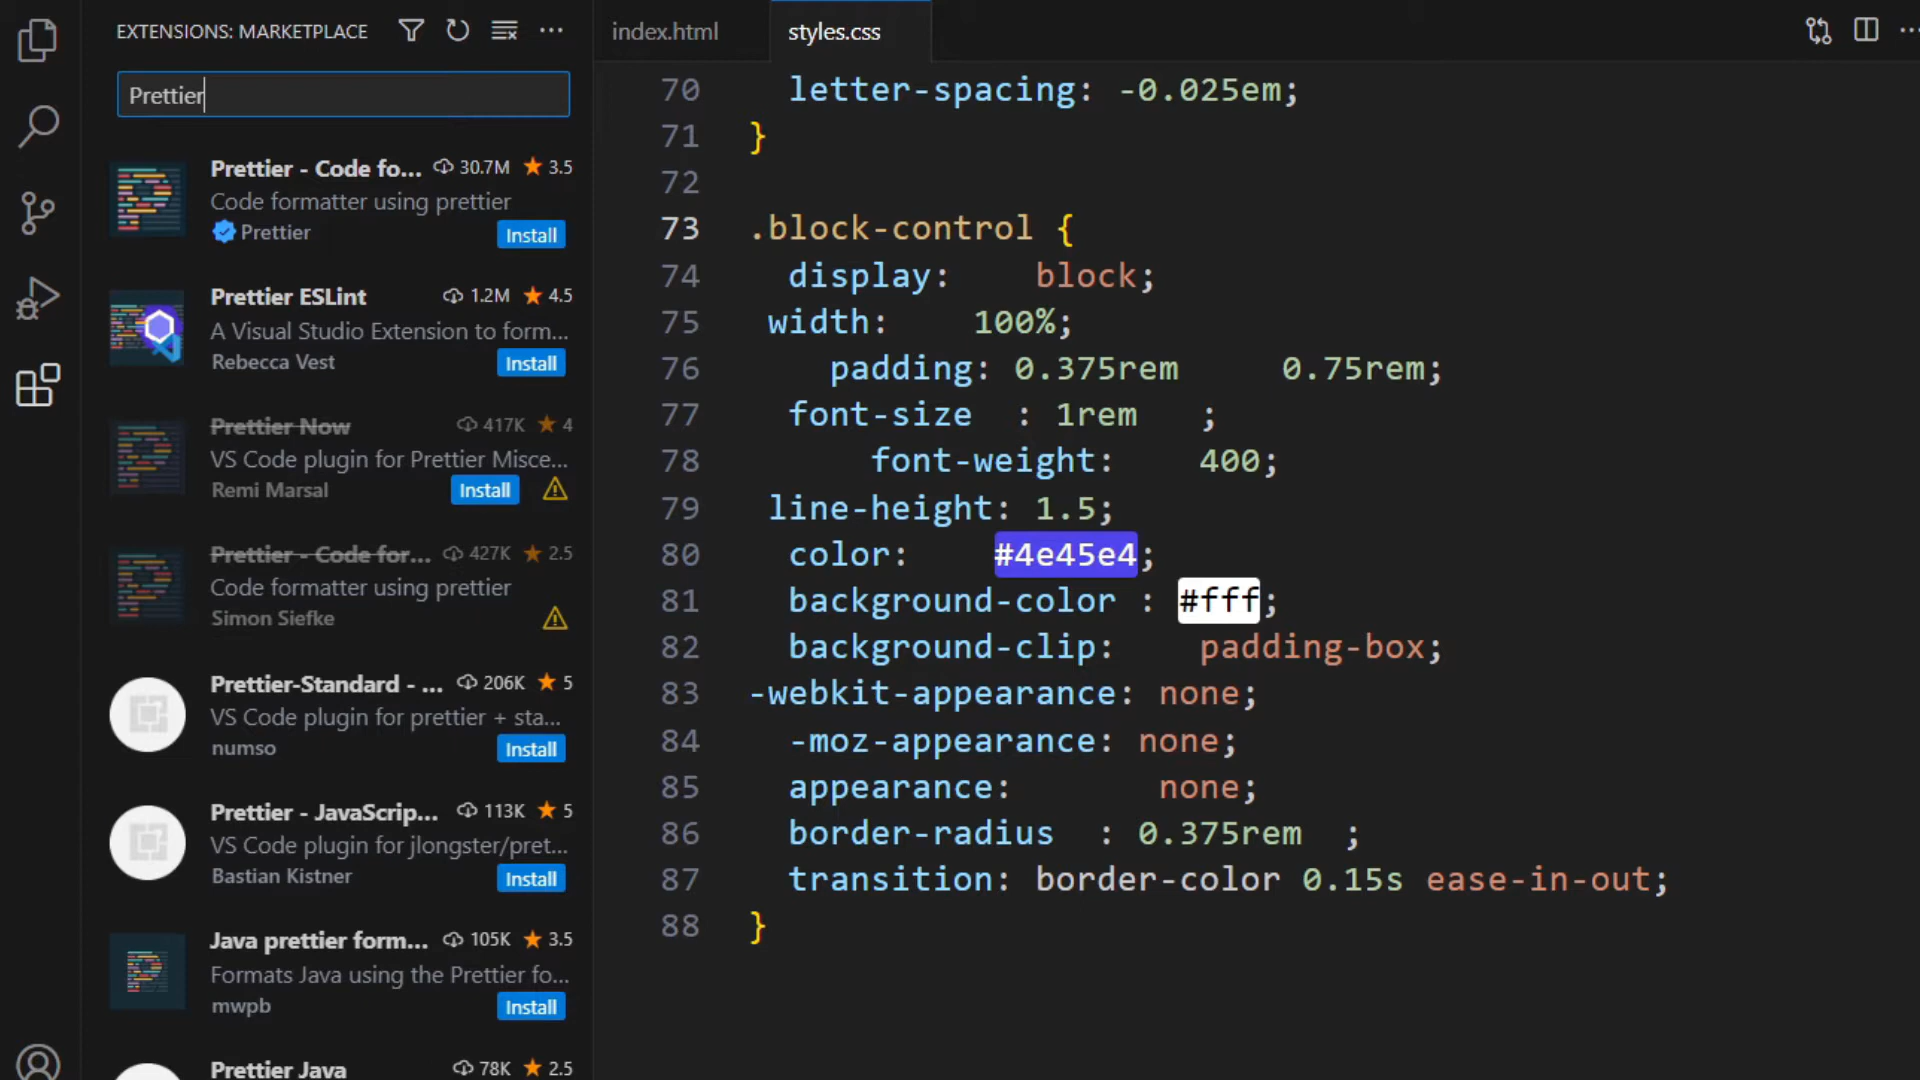 EXTENSIONS: MARKETPLACE
Prettier
Prettier - Code fo... 30.7M 3.5
Code formatter using prettier
Prettier Install
Prettier ESLint 1.2M 4.5
A Visual Studio Extension to form...
Rebecca Vest Install
Prettier Now 417K 4
VS Code plugin for Prettier Misce...
Remi Marsal Install
Prettier - Code for... 427K 2.5
Code formatter using prettier
Simon Siefke
Prettier-Standard - ... 206K 5
VS Code plugin for prettier + sta...
numso Install
Prettier - JavaScrip... 113K 5
VS Code plugin for jlongster/pret...
Bastian Kistner Install
Java prettier form... 105K 3.5
Formats Java using the Prettier fo...
mwpb Install
Prettier Java 78K 2.5
index.html styles.css
70 letter-spacing: -0.025em;
71 }
72
73 .block-control {
74 display:    block;
75 width:    100%;
76 padding: 0.375rem     0.75rem;
77 font-size  : 1rem   ;
78 font-weight:    400;
79 line-height: 1.5;
80 color:    #4e45e4;
81 background-color : #fff;
82 background-clip:    padding-box;
83 -webkit-appearance: none;
84 -moz-appearance: none;
85 appearance:       none;
86 border-radius  : 0.375rem  ;
87 transition: border-color 0.15s ease-in-out;
88 }